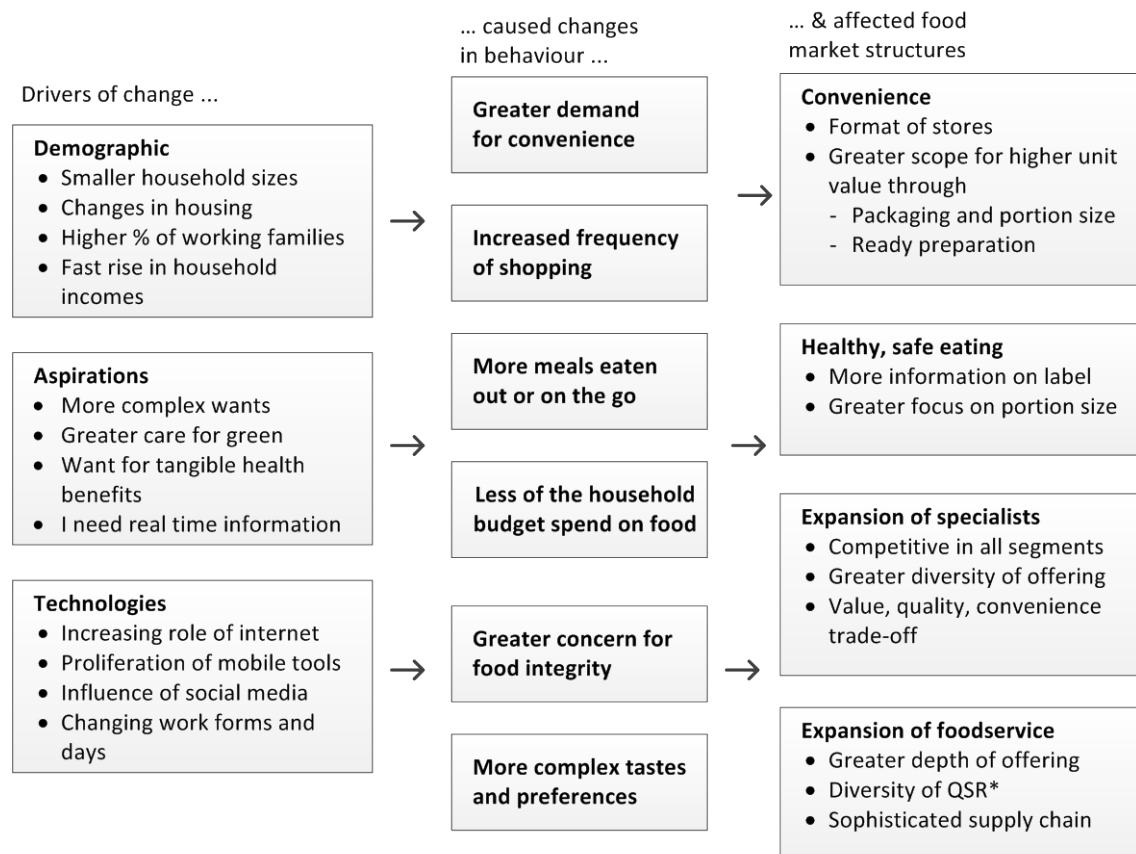 Drivers of change ...
Demographic
• Smaller household sizes
• Changes in housing
• Higher % of working families
• Fast rise in household
incomes
Aspirations
• More complex wants
• Greater care for green
• Want for tangible health
benefits
• I need real time information
Technologies
• Increasing role of internet
• Proliferation of mobile tools
• Influence of social media
• Changing work forms and
days
... caused changes
in behaviour ...
Greater demand
for convenience
Increased frequency
of shopping
More meals eaten
out or on the go
Less of the household
budget spend on food
Greater concern for
food integrity
More complex tastes
and preferences
... & affected food
market structures
Convenience
• Format of stores
• Greater scope for higher unit
value through
- Packaging and portion size
- Ready preparation
Healthy, safe eating
• More information on label
• Greater focus on portion size
Expansion of specialists
• Competitive in all segments
• Greater diversity of offering
• Value, quality, convenience
trade-off
Expansion of foodservice
• Greater depth of offering
• Diversity of QSR*
• Sophisticated supply chain